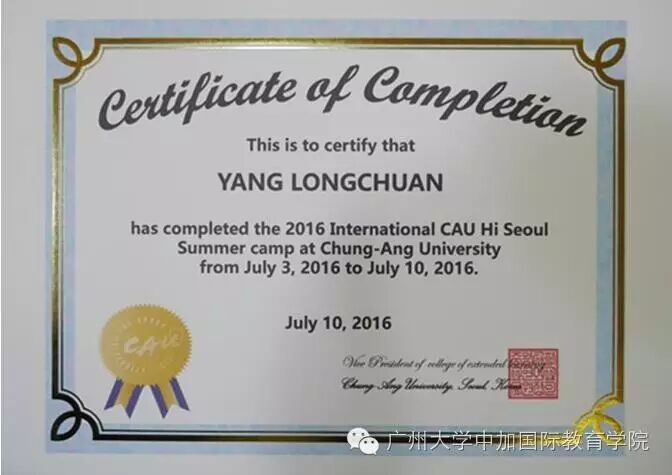 Certificate of Completion
This is to certify that
YANG LONGCHUAN
has completed the 2016 International CAU Hi Seoul
Summer camp at Chung-Ang University
from July 3, 2016 to July 10, 2016.
July 10, 2016
CAU
Vice President of college of extended learning
Chung-Ang University, Seoul, Korea
广州大学中加国际教育学院